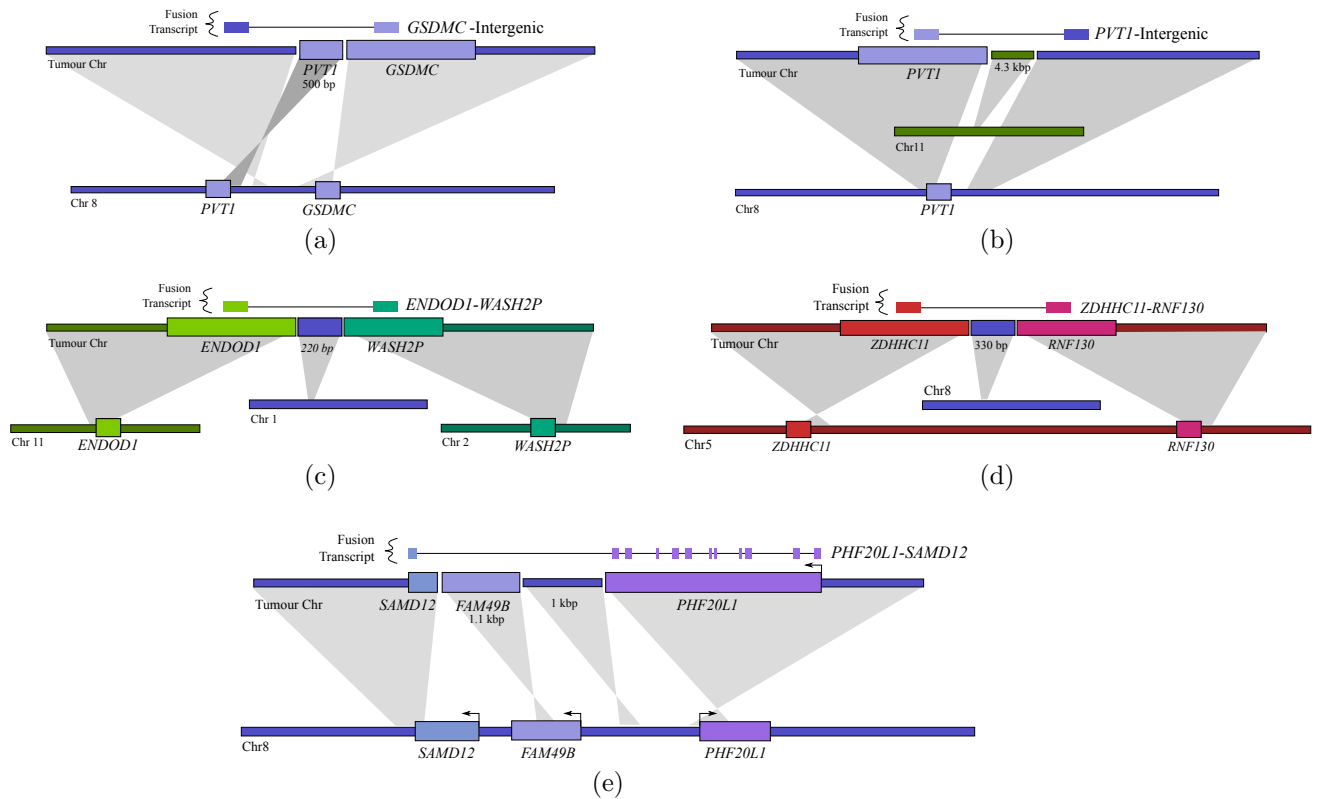 Fusion
Transcript
GSDMC-Intergenic
Tumour Chr
PVT1
500 bp
GSDMC
Chr 8
PVT1
GSDMC
(a)
Fusion
Transcript
PVT1-Intergenic
Tumour Chr
PVT1
4.3 kbp
Chr11
Chr8
PVT1
(b)
Fusion
Transcript
ENDOD1-WASH2P
Tumour Chr
ENDOD1
220 bp
WASH2P
Chr 1
Chr 11
ENDOD1
Chr 2
WASH2P
(c)
Fusion
Transcript
ZDHHC11-RNF130
Tumour Chr
ZDHHC11
330 bp
RNF130
Chr8
Chr5
ZDHHC11
RNF130
(d)
Fusion
Transcript
PHF20L1-SAMD12
Tumour Chr
SAMD12
FAM49B
1.1 kbp
1 kbp
PHF20L1
Chr8
SAMD12
FAM49B
PHF20L1
(e)